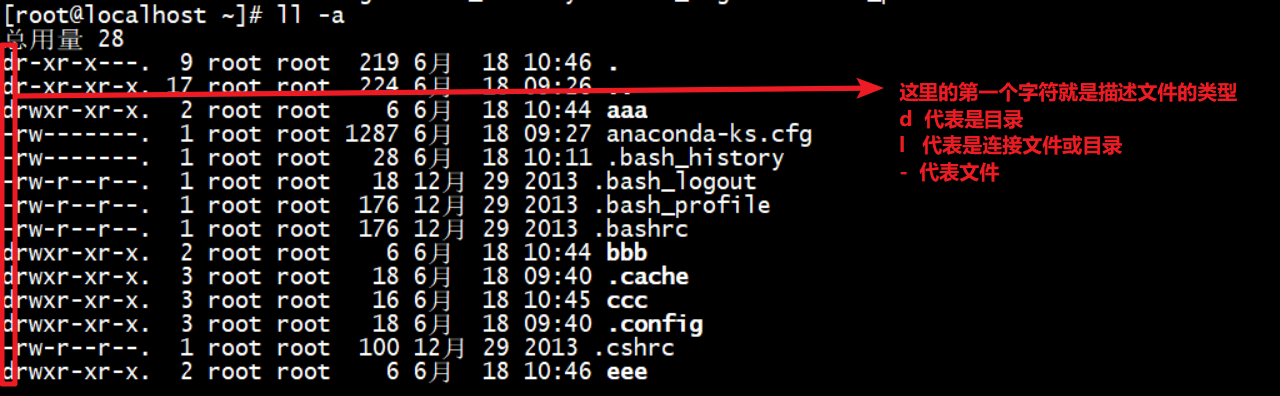 [root@localhost ~]# ll -a
总用量 28
dr-xr-x---. 9 root root 219 6月 18 10:46 .
dr-xr-xr-x. 17 root root 224 6月 18 09:26 ..
drwxr-xr-x. 2 root root 6 6月 18 10:44 aaa
-rw-------. 1 root root 1287 6月 18 09:27 anaconda-ks.cfg
-rw-------. 1 root root 28 6月 18 10:11 .bash_history
-rw-r--r--. 1 root root 18 12月 29 2013 .bash_logout
-rw-r--r--. 1 root root 176 12月 29 2013 .bash_profile
-rw-r--r--. 1 root root 176 12月 29 2013 .bashrc
drwxr-xr-x. 2 root root 6 6月 18 10:44 bbb
drwxr-xr-x. 3 root root 18 6月 18 09:40 .cache
drwxr-xr-x. 3 root root 16 6月 18 10:45 ccc
drwxr-xr-x. 3 root root 18 6月 18 09:40 .config
-rw-r--r--. 1 root root 100 12月 29 2013 .cshrc
drwxr-xr-x. 2 root root 6 6月 18 10:46 eee
这里的第一个字符就是描述文件的类型
d 代表是目录
l 代表是连接文件或目录
- 代表文件